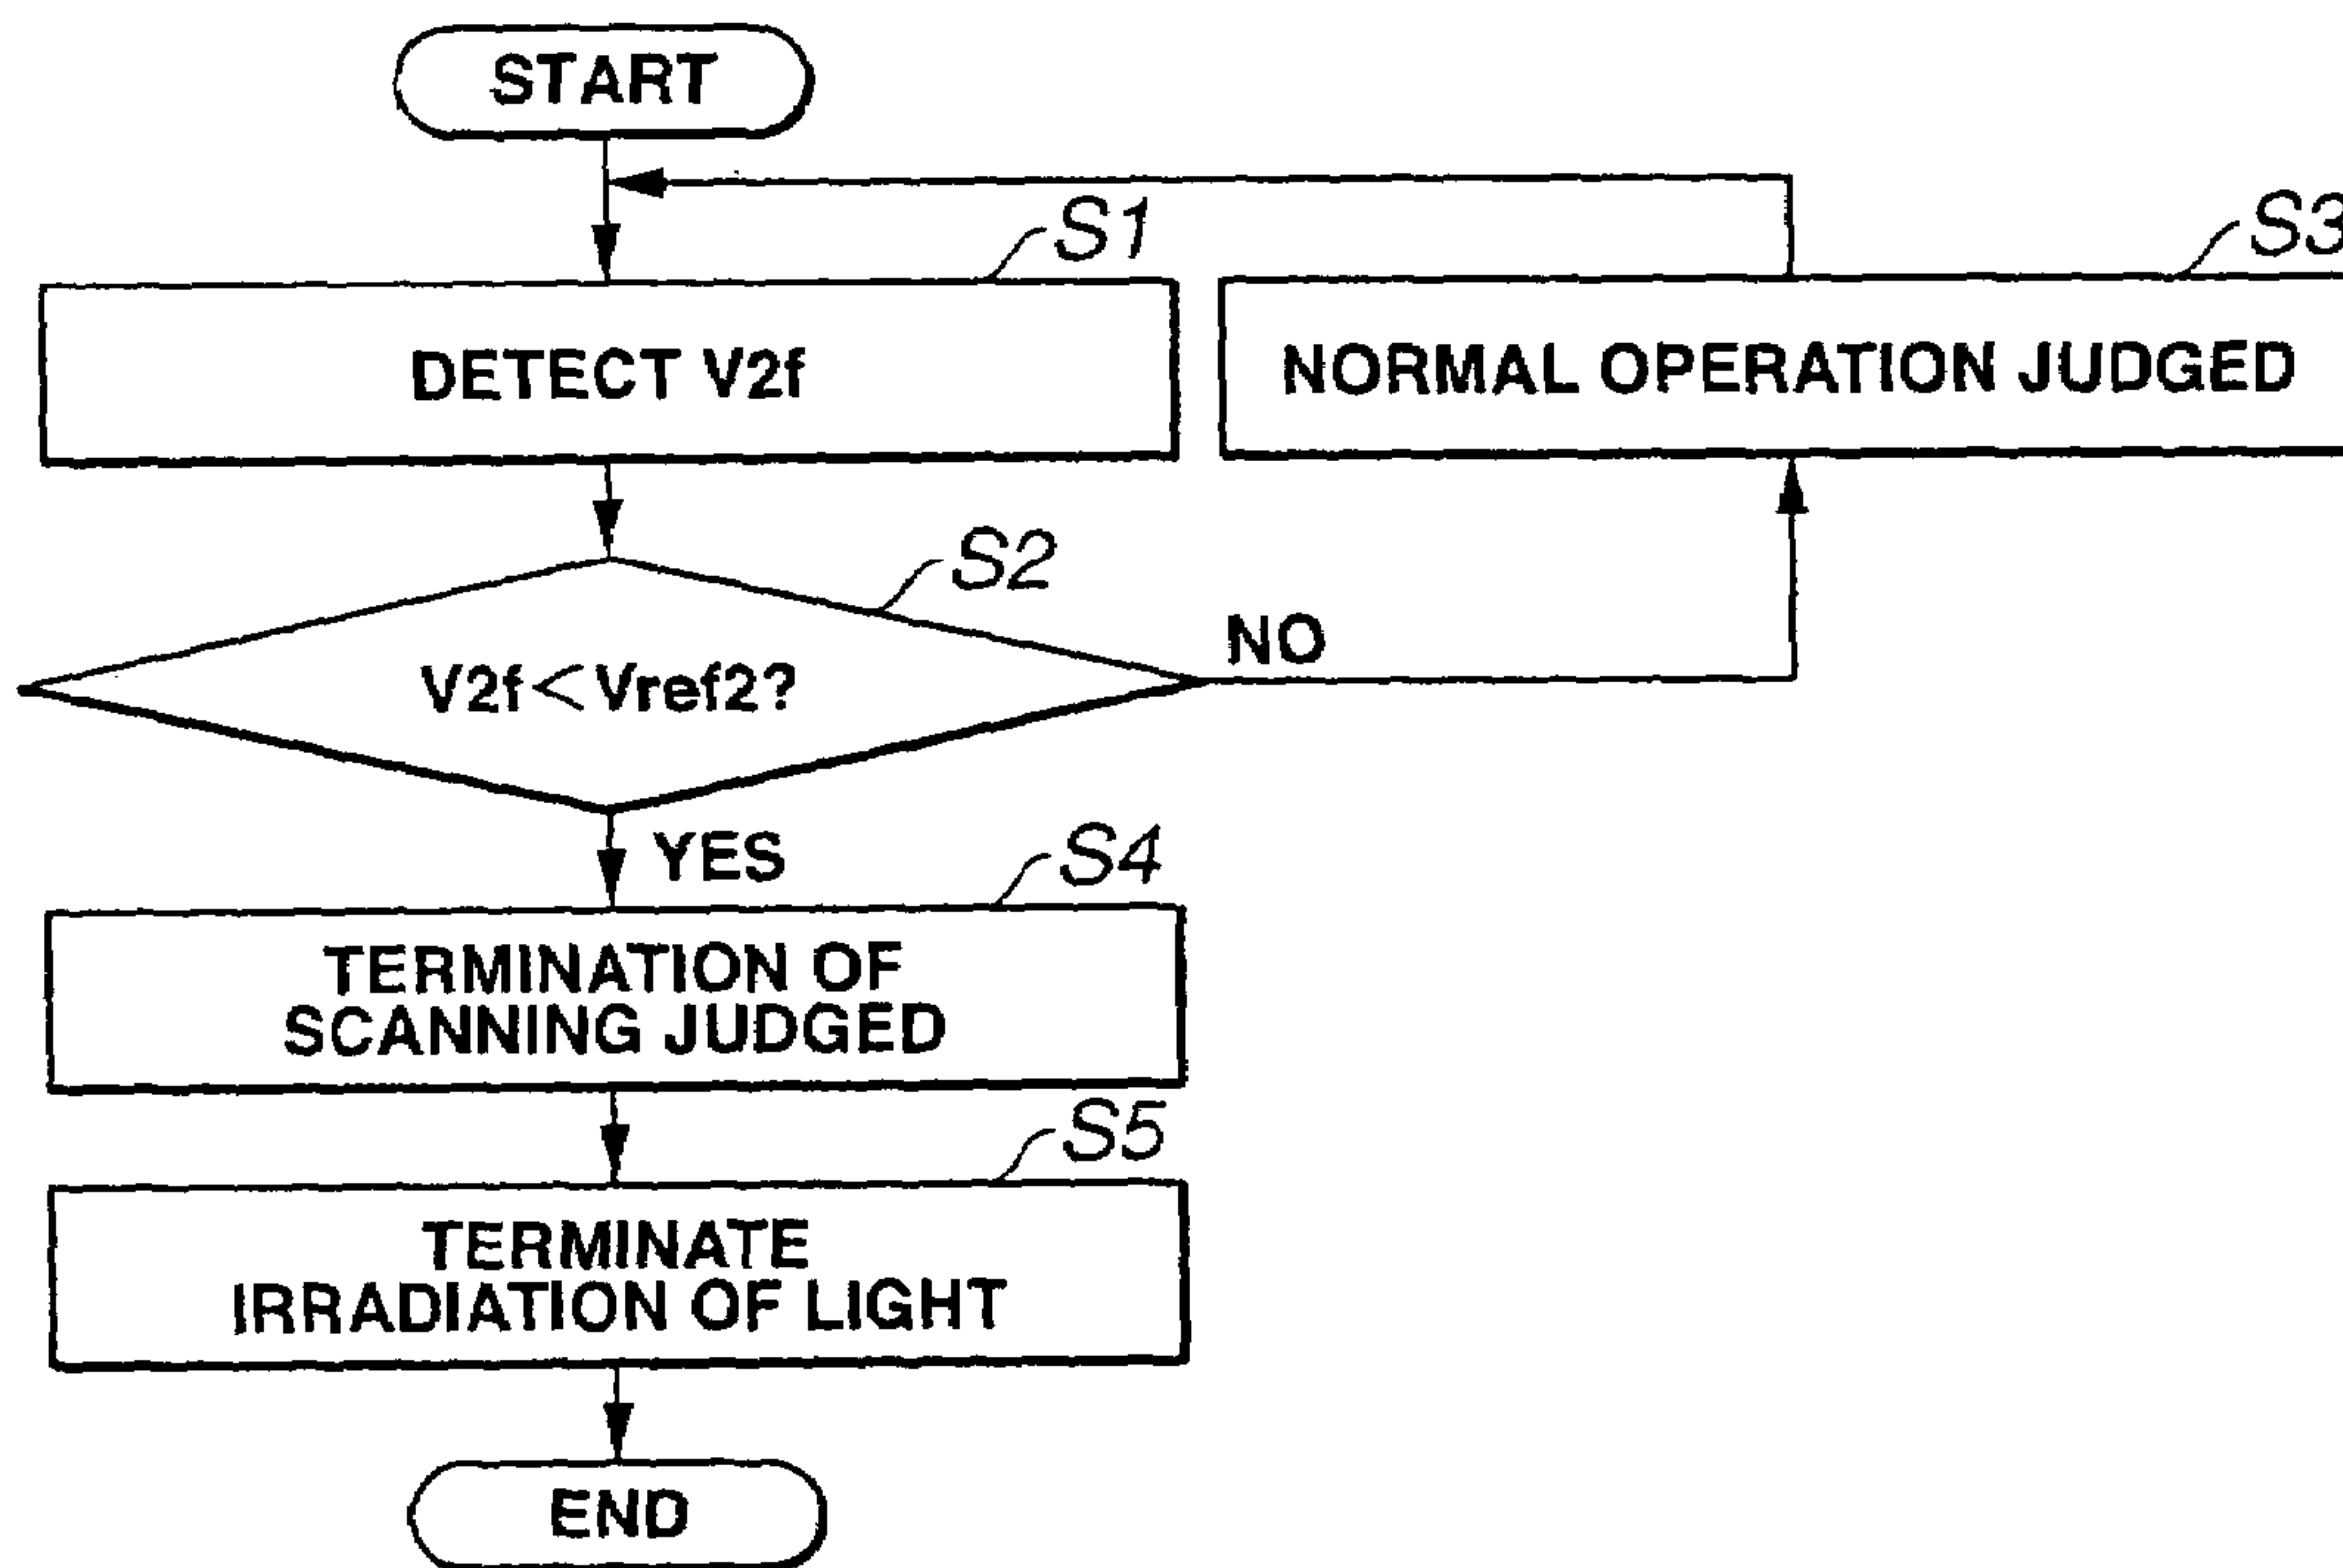 START
S1
S3
DETECT V2f
NORMAL OPERATION JUDGED
S2
V2f<Vref2?
NO
YES
S4
TERMINATION OF
SCANNING JUDGED
S5
TERMINATE
IRRADIATION OF LIGHT
END